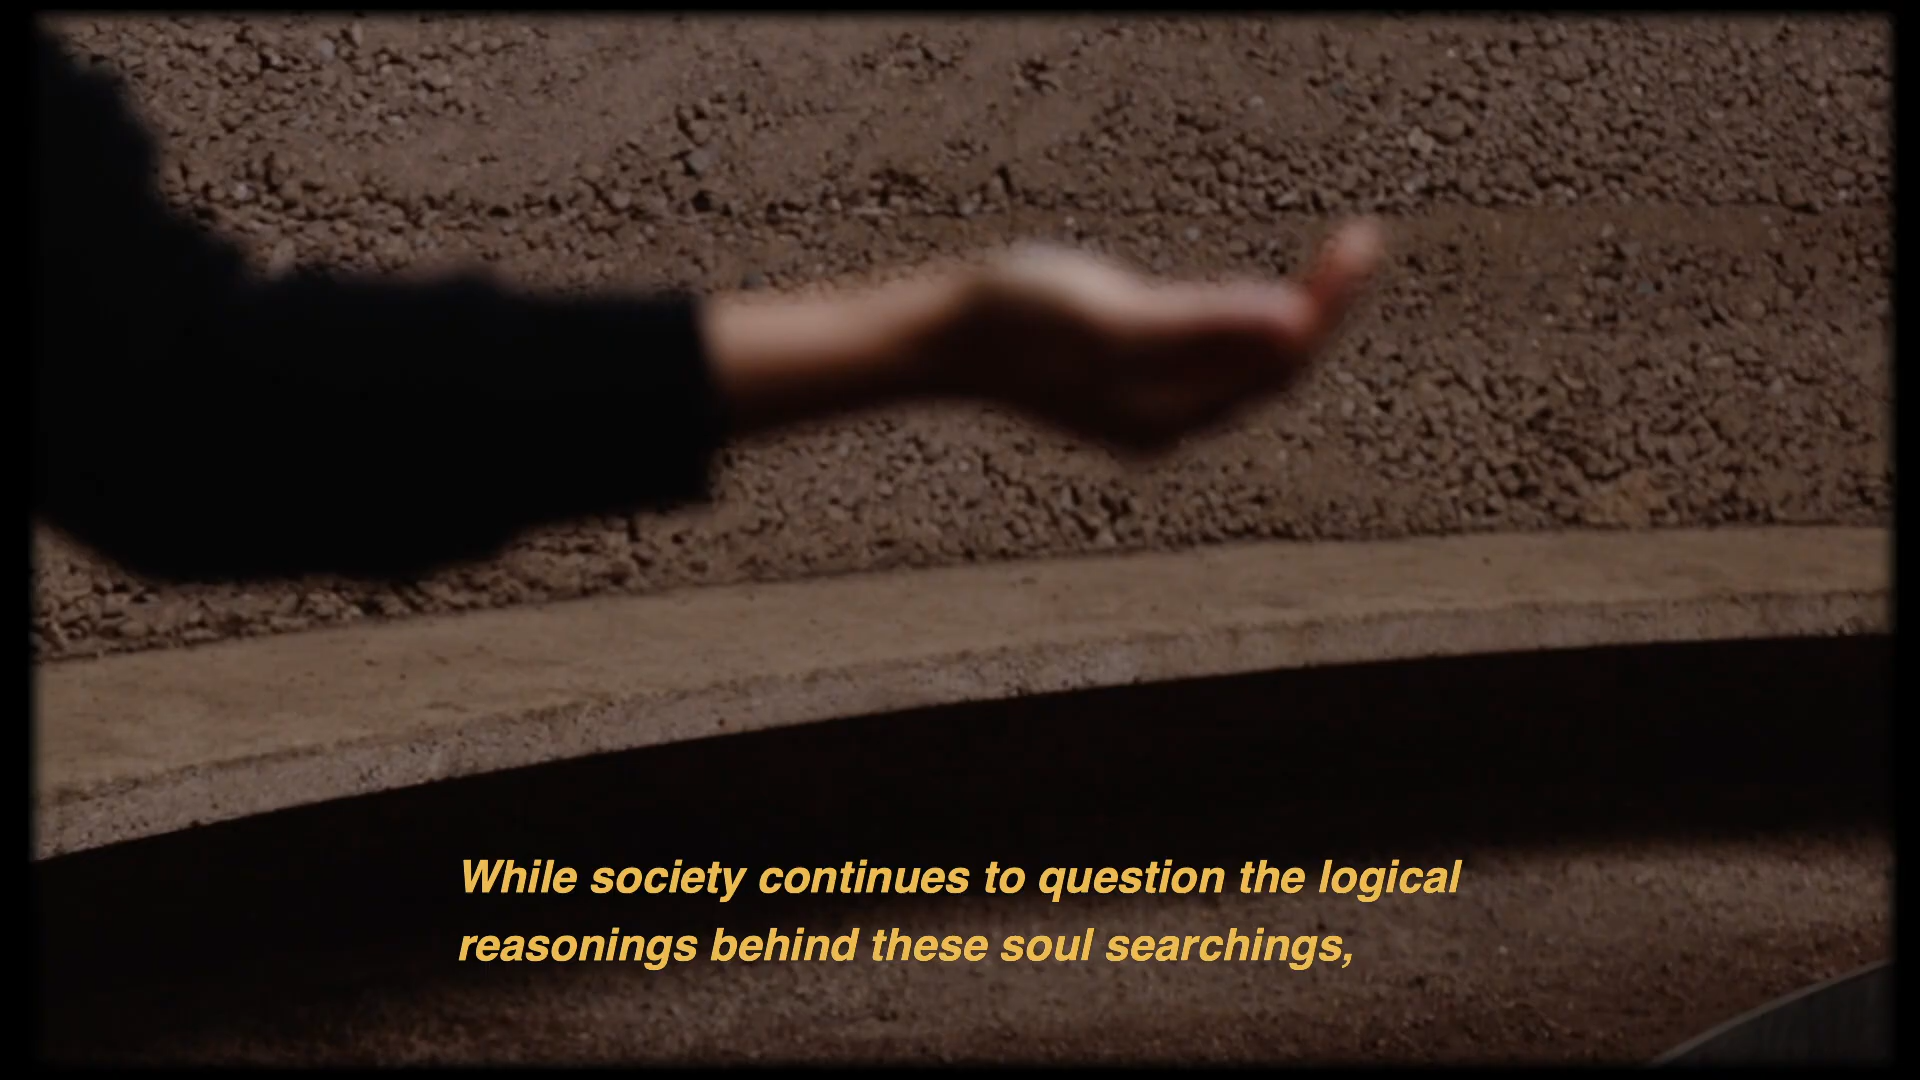 While society continues to question the logical
reasonings behind these soul searchings,